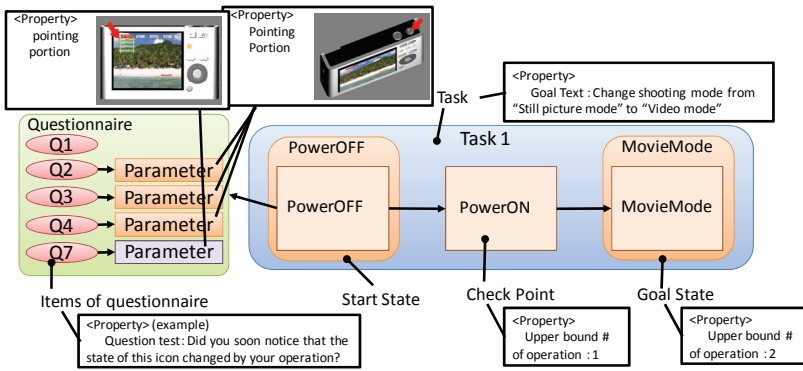 <Property>
pointing
portion
<Property>
Pointing
Portion
<Property>
Goal Text : Change shooting mode from
“Still picture mode” to “Video mode”
Task
Questionnaire
Q1
Q2
Parameter
Q3
Parameter
Q4
Parameter
Q7
Parameter
Task 1
PowerOFF
PowerOFF
PowerON
MovieMode
MovieMode
Items of questionnaire
Start State
Check Point
Goal State
<Property> (example)
Question test: Did you soon notice that the
state of this icon changed by your operation?
<Property>
Upper bound #
of operation : 1
<Property>
Upper bound #
of operation : 2